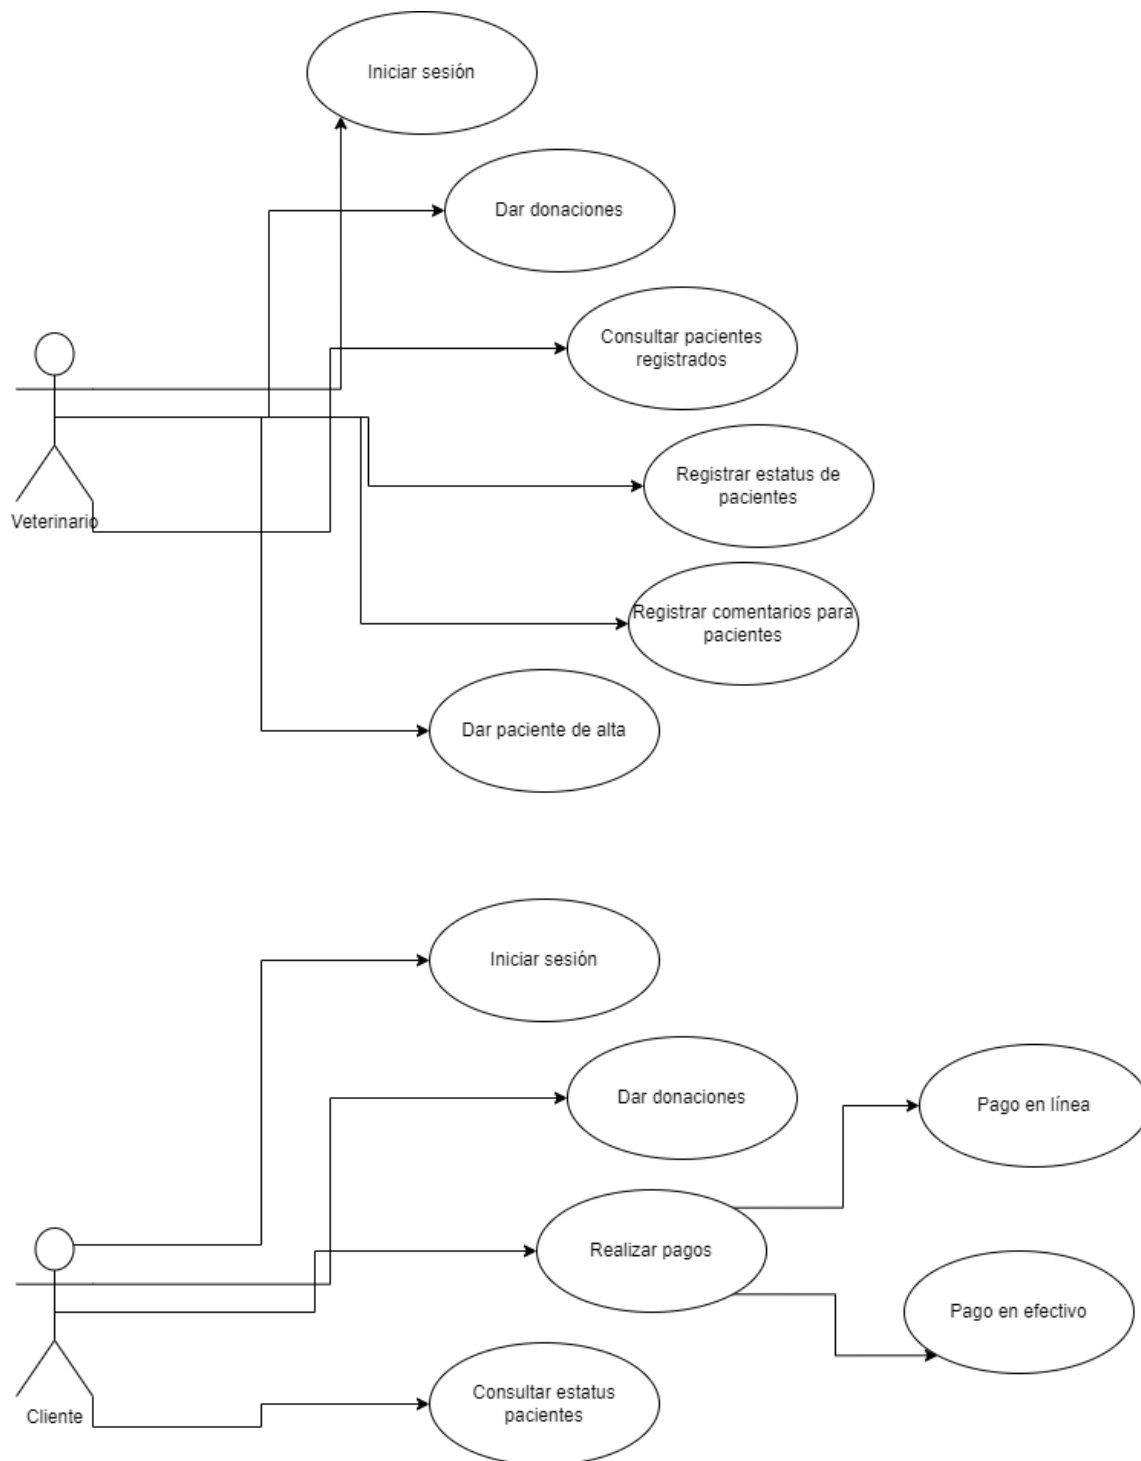 Iniciar sesión
Dar donaciones
Consultar pacientes
registrados
Veterinario
Registrar estatus de
pacientes
Registrar comentarios para
pacientes
Dar paciente de alta
Iniciar sesión
Dar donaciones
Pago en línea
Realizar pagos
Pago en efectivo
Cliente
Consultar estatus
pacientes